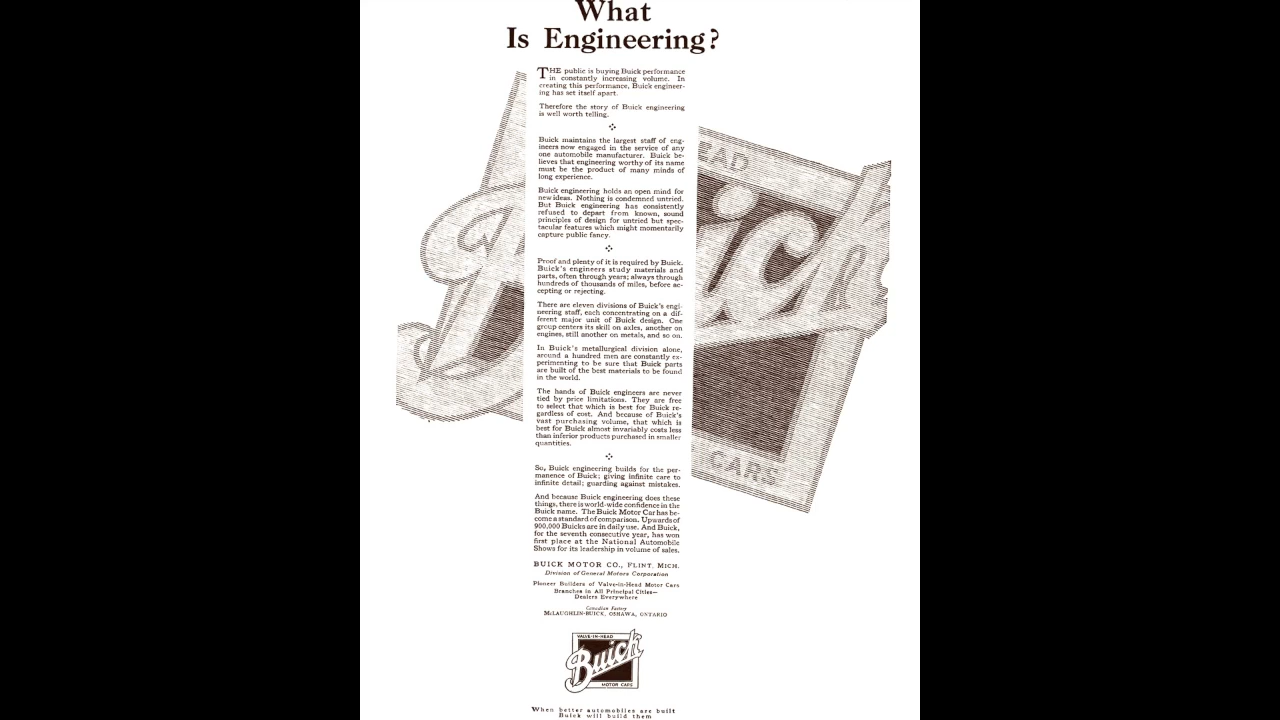 What
Is Engineering?
THE public is buying Buick performance
in constantly increasing volume. In
creating this performance, Buick engineer-
ing has set itself apart.
Therefore the story of Buick engineering
is well worth telling.
Buick maintains the largest staff of eng-
ineers now engaged in the service of any
one automobile manufacturer. Buick be-
lieves that engineering worthy of its name
must be the product of many minds of
long experience.
Buick engineering holds an open mind for
new ideas. Nothing is condemned untried.
But Buick engineering has consistently
refused to depart from known, sound
principles of design for untried but spec-
tacular features which might momentarily
capture public fancy.
Proof and plenty of it is required by Buick.
Buick's engineers study materials and
parts, often through years; always through
hundreds of thousands of miles, before ac-
cepting or rejecting.
There are eleven divisions of Buick's engi-
neering staff, each concentrating on a dif-
ferent major unit of Buick design. One
group centers its skill on axles, another on
engines, still another on metals, and so on.
In Buick's metallurgical division alone,
around a hundred men are constantly ex-
perimenting to be sure that Buick parts
are built of the best materials to be found
in the world.
The hands of Buick engineers are never
tied by price limitations. They are free
to select that which is best for Buick re-
gardless of cost. And because of Buick's
vast purchasing volume, that which is
best for Buick almost invariably costs less
than inferior products purchased in smaller
quantities.
So, Buick engineering builds for the per-
manence of Buick; giving infinite care to
infinite detail; guarding against mistakes.
And because Buick engineering does these
things, there is world-wide confidence in the
Buick name. The Buick Motor Car has be-
come a standard of comparison. Upwards of
900,000 Buicks are in daily use. And Buick,
for the seventh consecutive year, has won
first place at the National Automobile
Shows for its leadership in volume of sales.
BUICK MOTOR CO., FLINT, MICH.
Division of General Motors Corporation
Pioneer Builders of Valve-in-Head Motor Cars
Branches in All Principal Cities—
Dealers Everywhere
Canadian Factory
McLAUGHLIN-BUICK, OSHAWA, ONTARIO
EAD
Buick
CARS
VALVE-IN-HEAD
Buick
MOTOR CARS
When better automobiles are built
Buick will build them